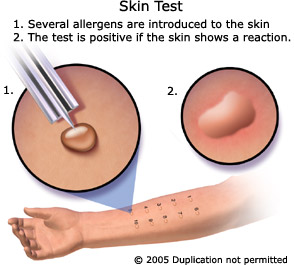 Skin Test
1. Several allergens are introduced to the skin
2. The test is positive if the skin shows a reaction.
1.
2.
© 2005 Duplication not permitted